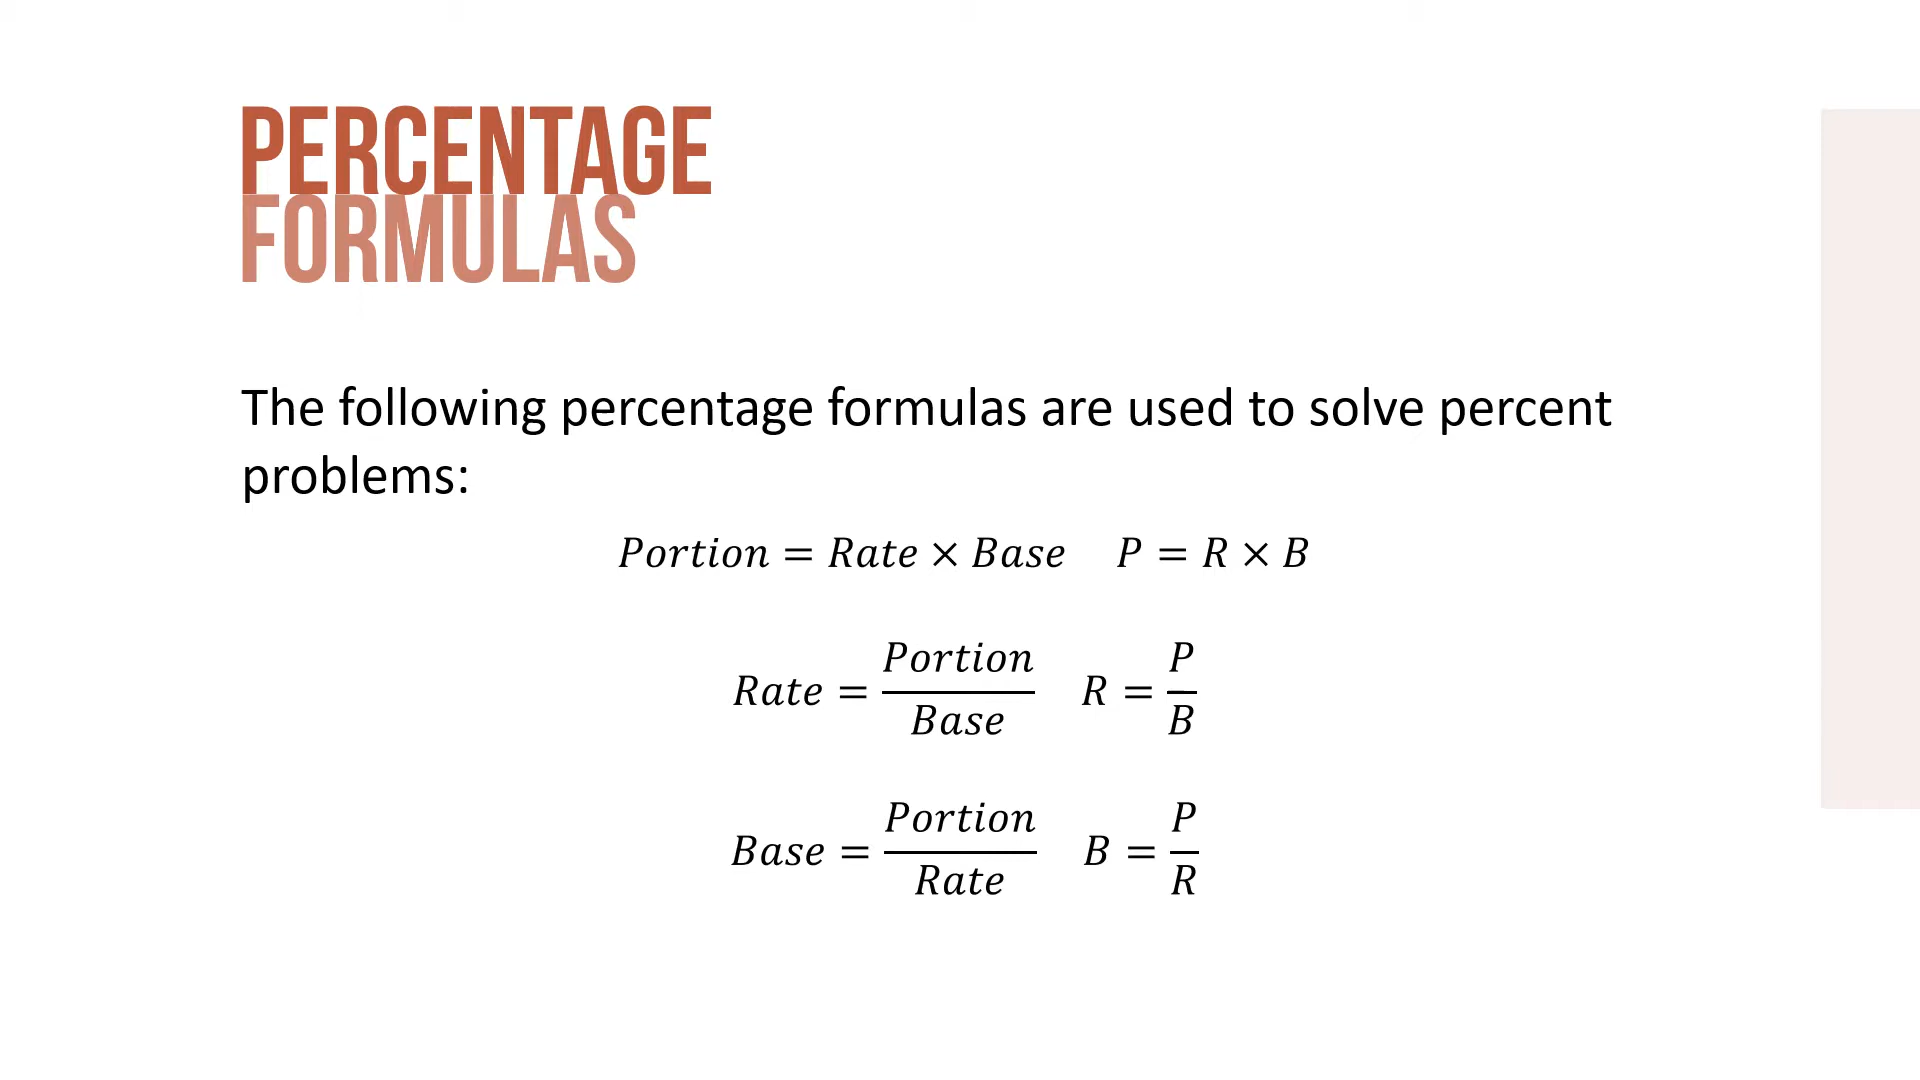 PERCENTAGE
FORMULAS
The following percentage formulas are used to solve percent
problems:
Portion = Rate × Base P = R × B
Rate = Portion / Base R = P / B
Base = Portion / Rate B = P / R